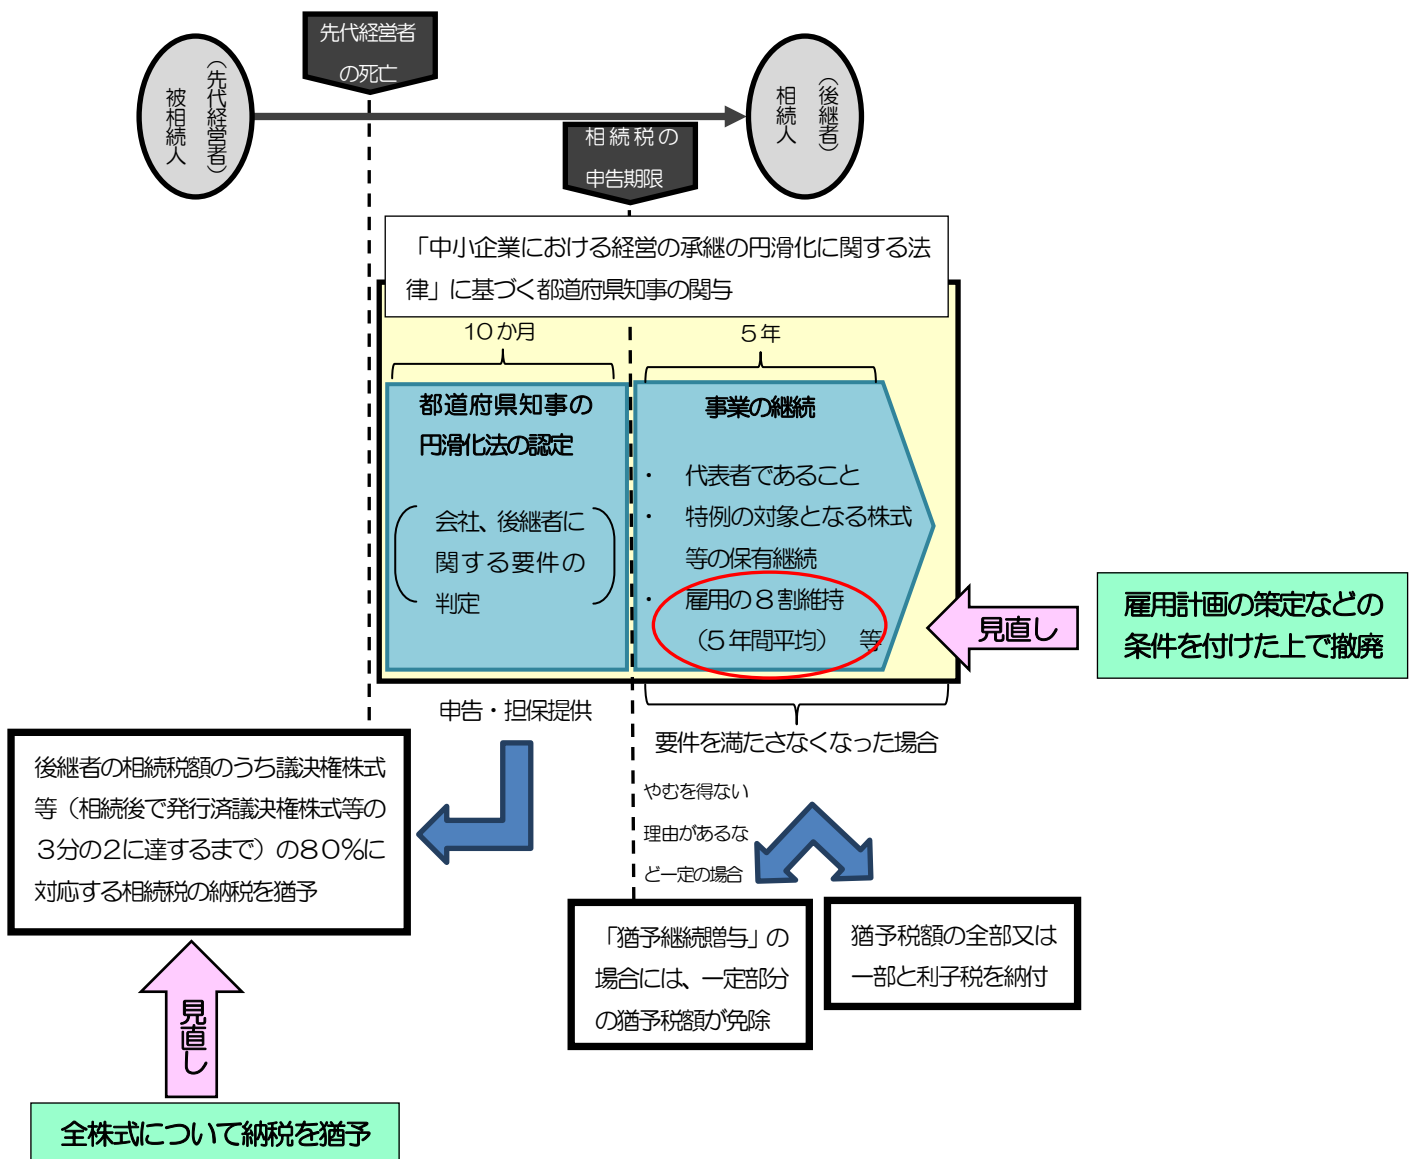 先代経営者
の死亡
(先代経営者)
被相続人
(後継者)
相続人
相続税の
申告期限
「中小企業における経営の承継の円滑化に関する法
律」に基づく都道府県知事の関与
10か月
5年
都道府県知事の
円滑化法の認定
会社、後継者に
関する要件の
判定
事業の継続
・ 代表者であること
・ 特例の対象となる株式
等の保有継続
・ 雇用の8割維持
（5年間平均） 等
見直し
雇用計画の策定などの
条件を付けた上で撤廃
申告・担保提供
要件を満たさなくなった場合
後継者の相続税額のうち議決権株式
等（相続後で発行済議決権株式等の
3分の2に達するまで）の80%に
対応する相続税の納税を猶予
やむを得ない
理由があるな
ど一定の場合
「猶予継続贈与」の
場合には、一定部分
の猶予税額が免除
猶予税額の全部又は
一部と利子税を納付
見直し
全株式について納税を猶予